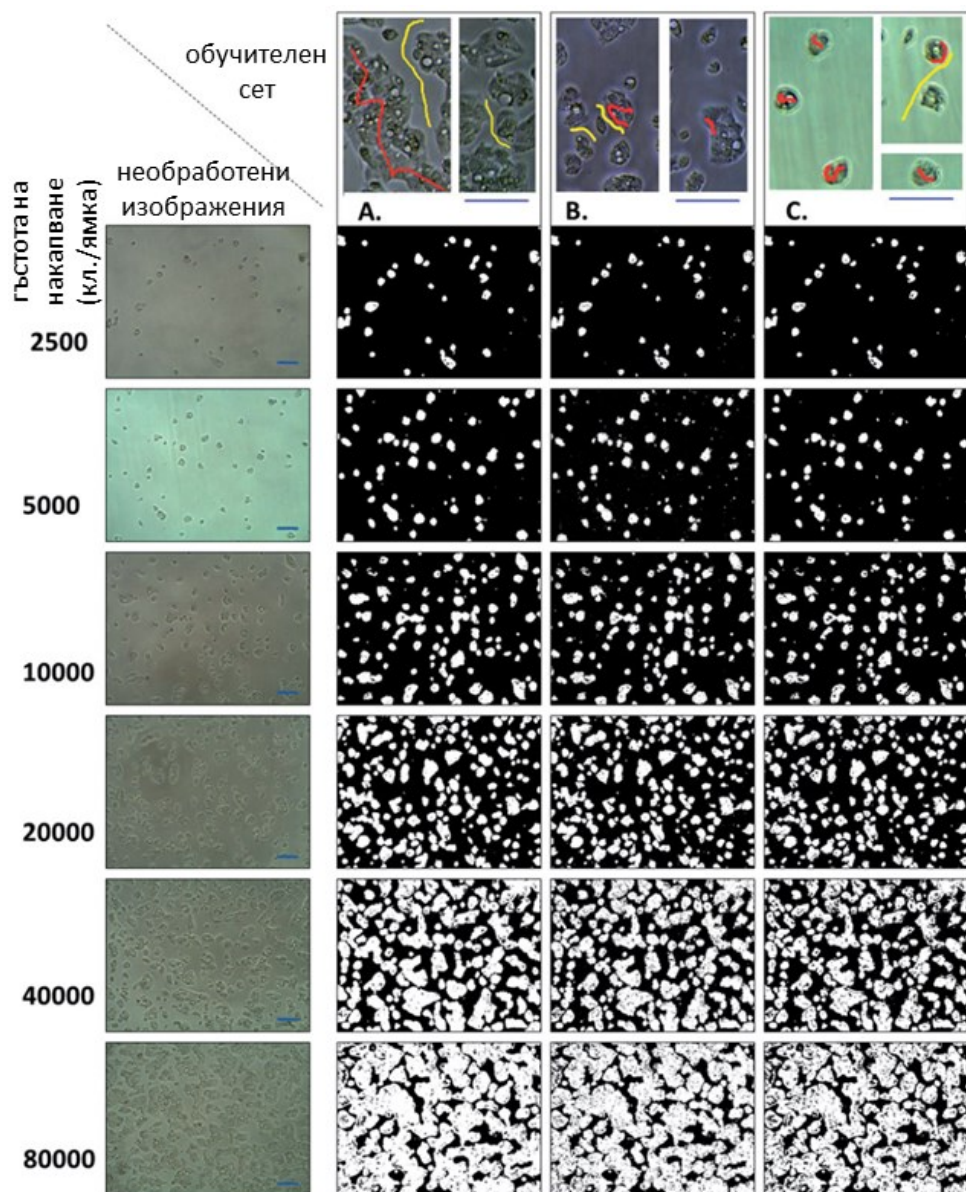 обучителен
сет
необработени
изображения
гъстота на
накапване
(кл./ямка)
A.
B.
C.
2500
5000
10000
20000
40000
80000